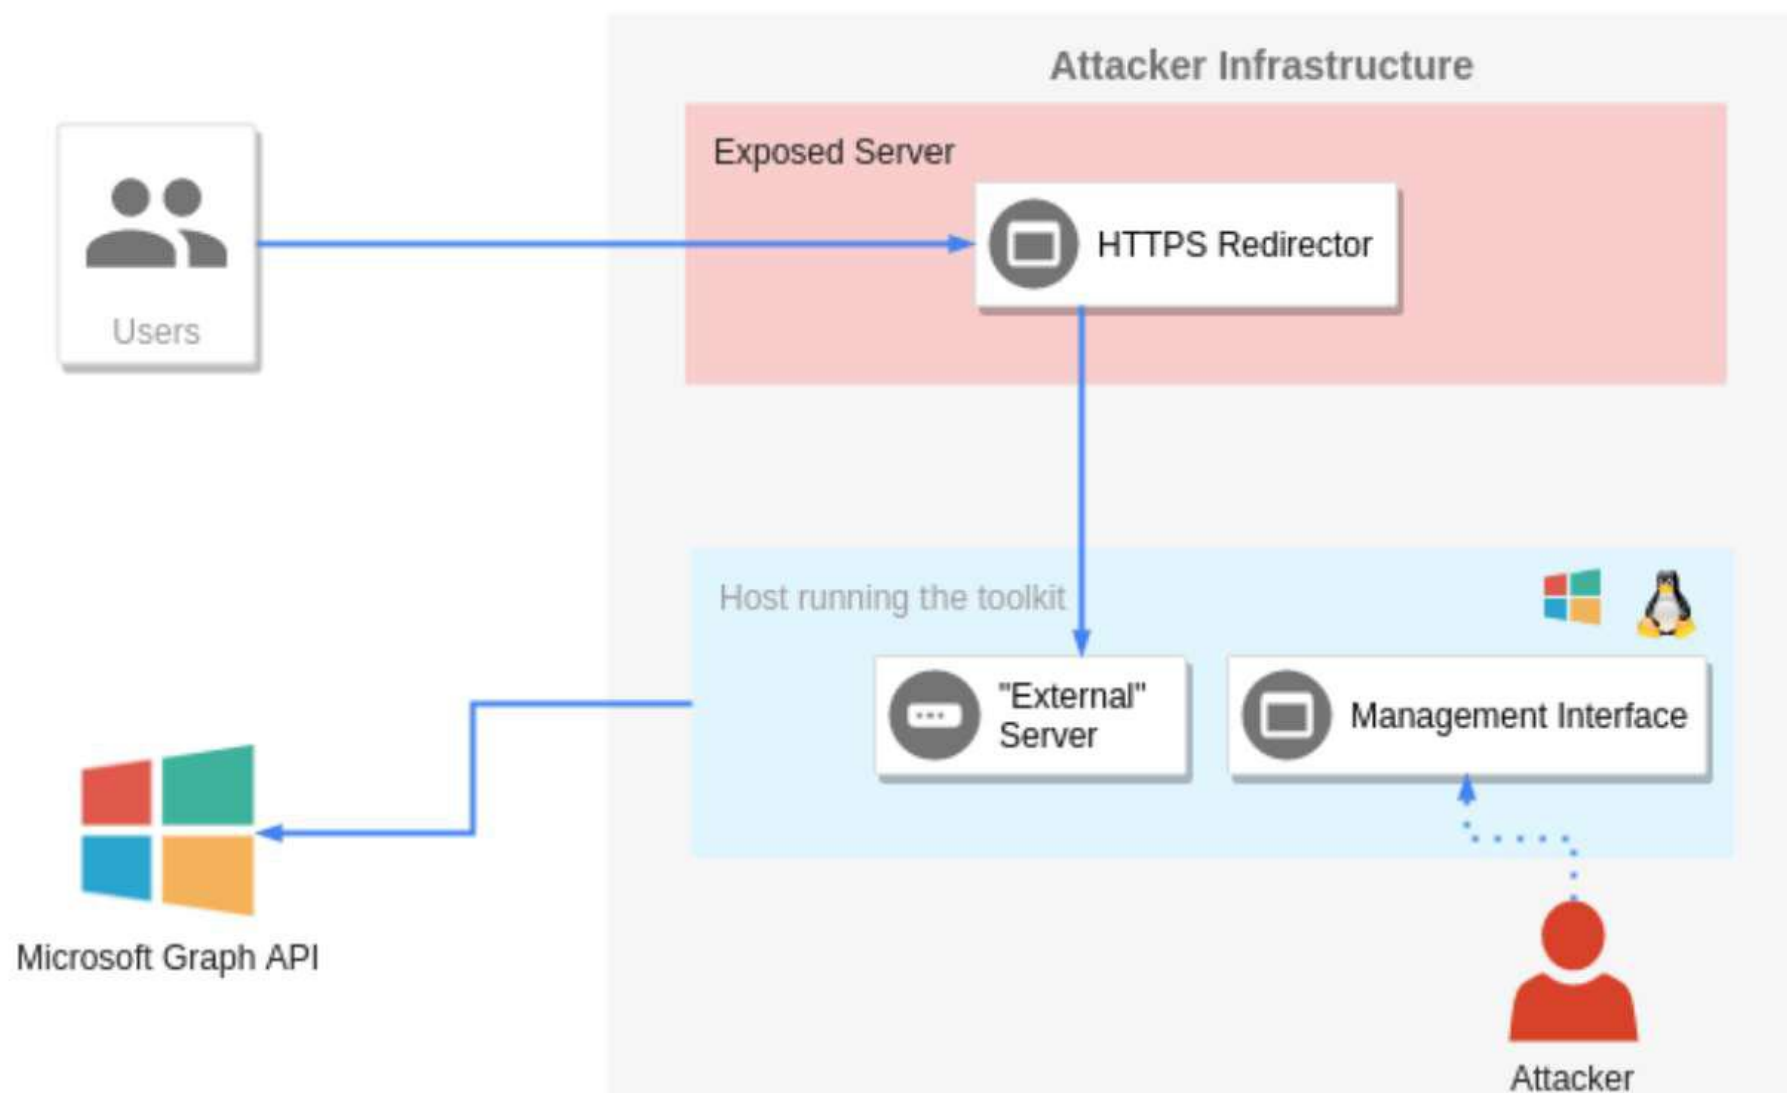 Attacker Infrastructure
Exposed Server
HTTPS Redirector
Users
Host running the toolkit
"External"
Server
Management Interface
Microsoft Graph API
Attacker